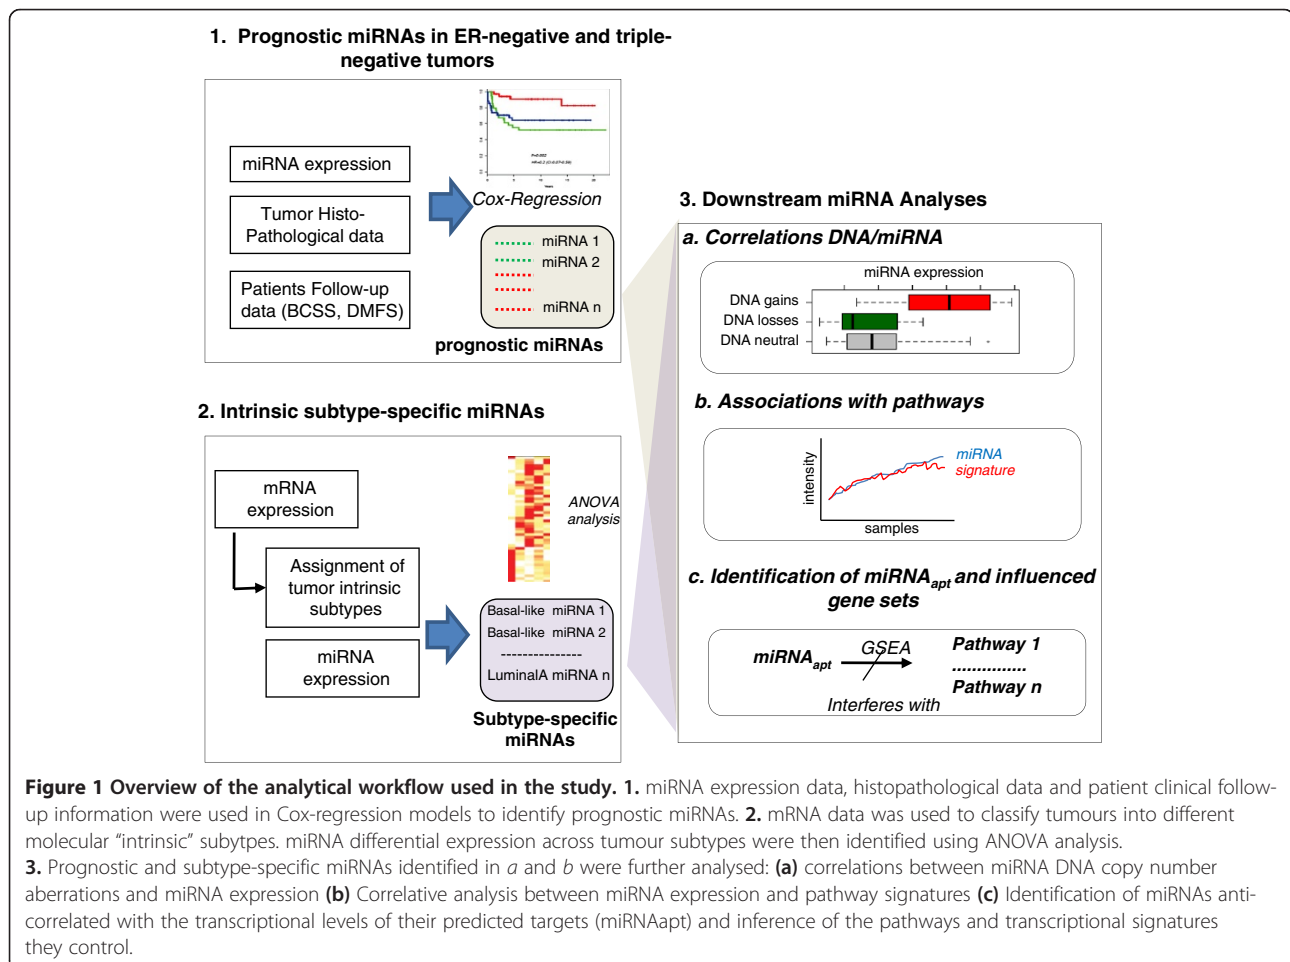 1. Prognostic miRNAs in ER-negative and triple-
negative tumors
miRNA expression
Tumor Histo-
Pathological data
Patients Follow-up
data (BCSS, DMFS)
Years
Cox-Regression
miRNA 1
miRNA 2
miRNA n
prognostic miRNAs
2. Intrinsic subtype-specific miRNAs
mRNA
expression
Assignment of
tumor intrinsic
subtypes
miRNA
expression
ANOVA
analysis
Basal-like miRNA 1
Basal-like miRNA 2
----------------
LuminalA miRNA n
Subtype-specific
miRNAs
3. Downstream miRNA Analyses
a. Correlations DNA/miRNA
miRNA expression
DNA gains
DNA losses
DNA neutral
b. Associations with pathways
intensity
miRNA
signature
samples
c. Identification of miRNAapt and influenced
gene sets
miRNAapt
GSEA
Interferes with
Pathway 1
...............
Pathway n
Figure 1 Overview of the analytical workflow used in the study. 1. miRNA expression data, histopathological data and patient clinical follow-
up information were used in Cox-regression models to identify prognostic miRNAs. 2. mRNA data was used to classify tumours into different
molecular “intrinsic” subytpes. miRNA differential expression across tumour subtypes were then identified using ANOVA analysis.
3. Prognostic and subtype-specific miRNAs identified in a and b were further analysed: (a) correlations between miRNA DNA copy number
aberrations and miRNA expression (b) Correlative analysis between miRNA expression and pathway signatures (c) Identification of miRNAs anti-
correlated with the transcriptional levels of their predicted targets (miRNAapt) and inference of the pathways and transcriptional signatures
they control.